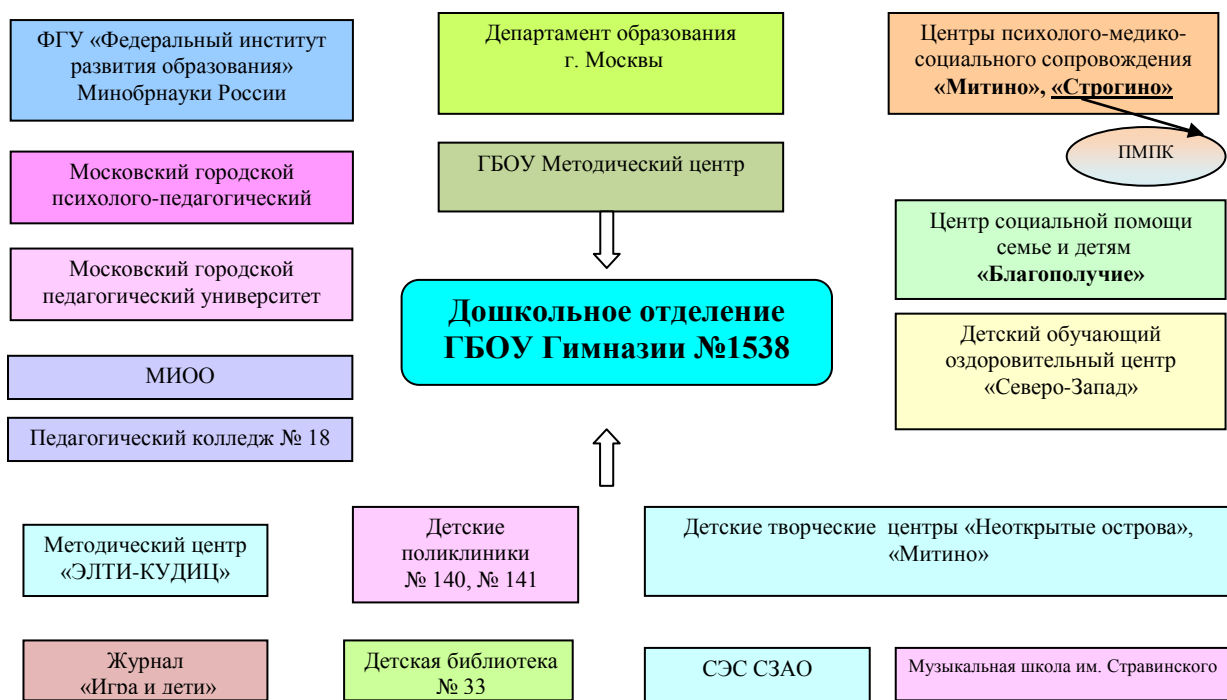 ФГУ «Федеральный институт
развития образования»
Минобрнауки России
Департамент образования
г. Москвы
Центры психолого-медико-
социального сопровождения
«Митино», «Строгино»
ПМПК
Московский городской
психолого-педагогический
ГБОУ Методический центр
Центр социальной помощи
семье и детям
«Благополучие»
Московский городской
педагогический университет
Дошкольное отделение
ГБОУ Гимназии №1538
Детский обучающий
оздоровительный центр
«Северо-Запад»
МИОО
Педагогический колледж № 18
Методический центр
«ЭЛТИ-КУДИЦ»
Детские
поликлиники
№ 140, № 141
Детские творческие центры «Неоткрытые острова»,
«Митино»
Журнал
«Игра и дети»
Детская библиотека
№ 33
СЭС СЗАО
Музыкальная школа им. Стравинского